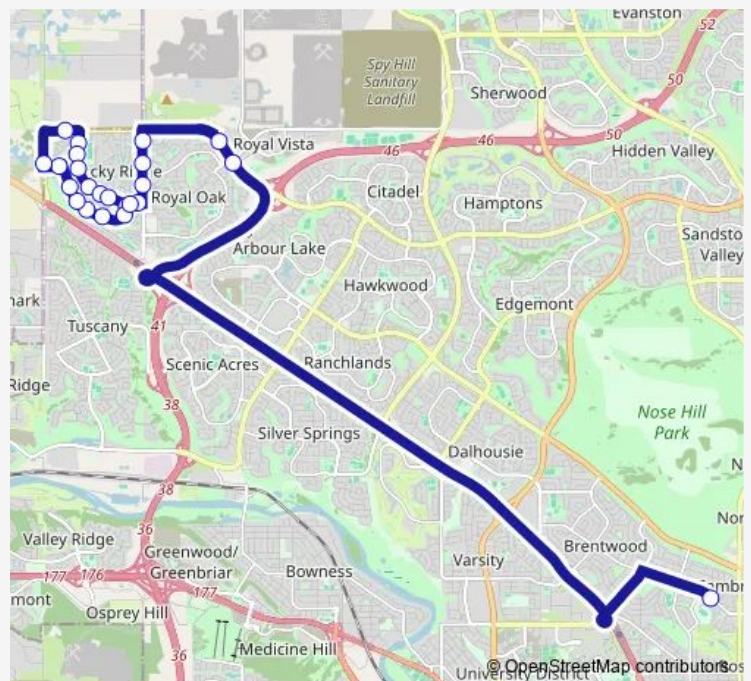 Evanston
52
Spy Hill
Sanitary
Landfill
50
Sherwood
46
46
50
Royal Vista
Hidden Valley
Royal Oak
Citadel
Hamptons
Arbour Lake
Hawkwood
Valley
Edgemont
Tuscany
41
Scenic Acres
Ranchlands
Ridge
38
Nose Hill
Park
Silver Springs
Dalhousie
38
36
Valley Ridge
Greenwood/
Greenbriar
Brentwood
Varsity
Bowness
177
176
177
Osprey Hill
Medicine Hill
36
University District
© OpenStreetMap contributors